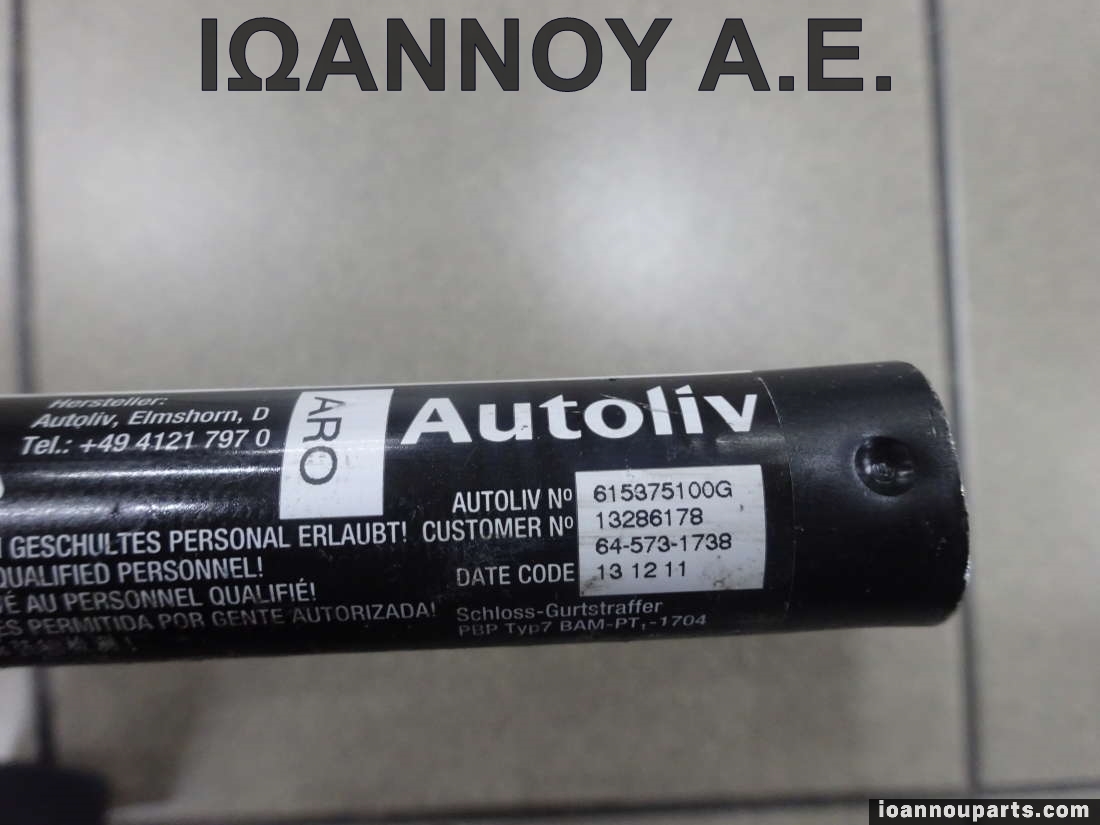 ΙΩΑΝΝΟΥ Α.Ε.
Hersteller:
Autoliv, Elmshorn, D
Tel.: +49 4121 797 0
ARO
Autoliv
AUTOLIV Nº 615375100G
CUSTOMER Nº 13286178
64-573-1738
DATE CODE 13 12 11
Schloss-Gurtstraffer
PBP Typ7 BAM-PT₁-1704
GESCHULTES PERSONAL ERLAUBT!
QUALIFIED PERSONNEL!
AU PERSONNEL QUALIFIÉ!
PERMITIDA POR GENTE AUTORIZADA!
ioannouparts.com